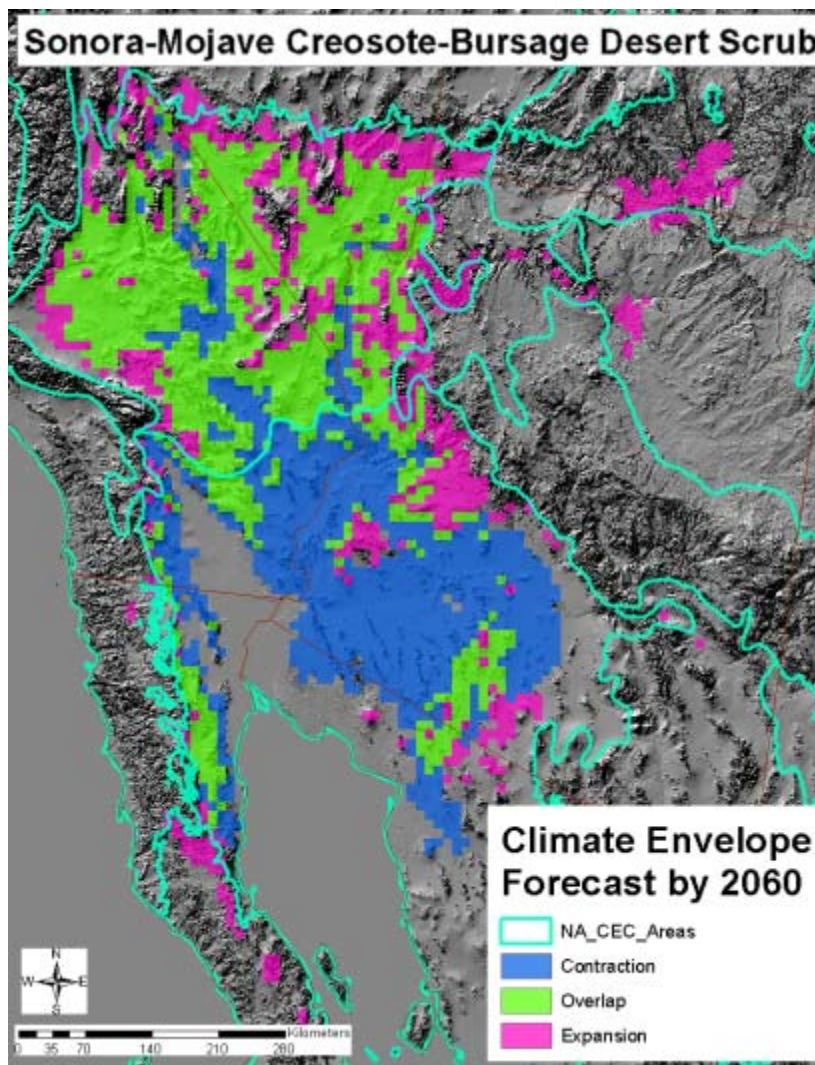 Sonora-Mojave Creosote-Bursage Desert Scrub
Climate Envelope
Forecast by 2060
NA_CEC_Areas
Contraction
Overlap
Expansion
N
W E
S
Kilometers
0 35 70 140 210 280